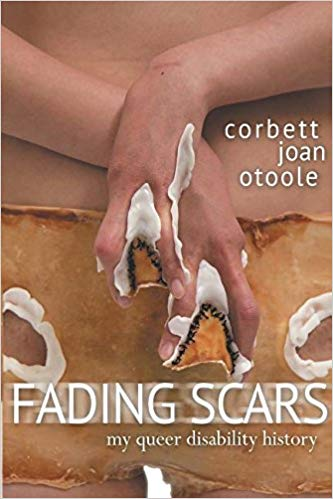 corbett
joan
otoole
FADING SCARS
my queer disability history